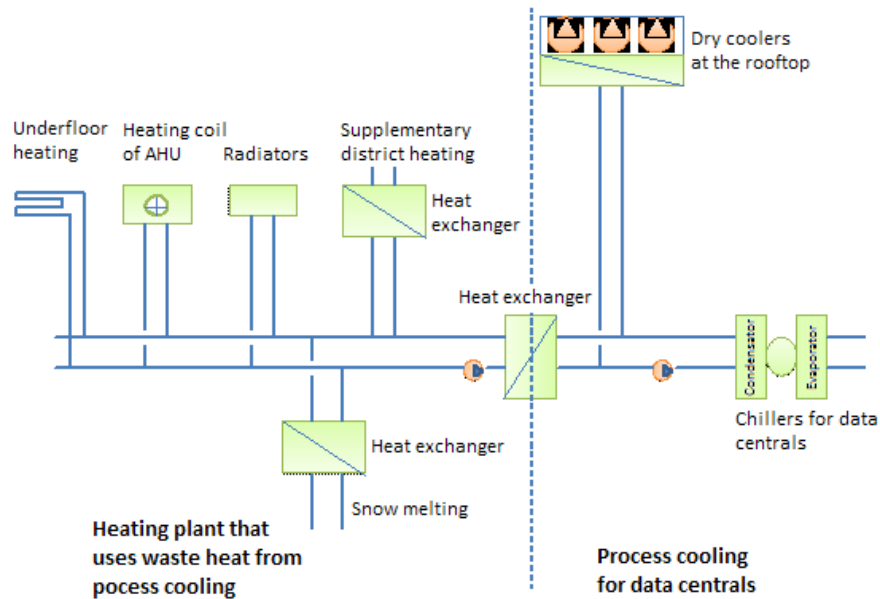 Dry coolers
at the rooftop
Underfloor
heating
Heating coil
of AHU
Radiators
Supplementary
district heating
Heat
exchanger
Heat exchanger
Condensator
Evaporator
Chillers for data
centrals
Heat exchanger
Snow melting
Heating plant that
uses waste heat from
pocess cooling
Process cooling
for data centrals